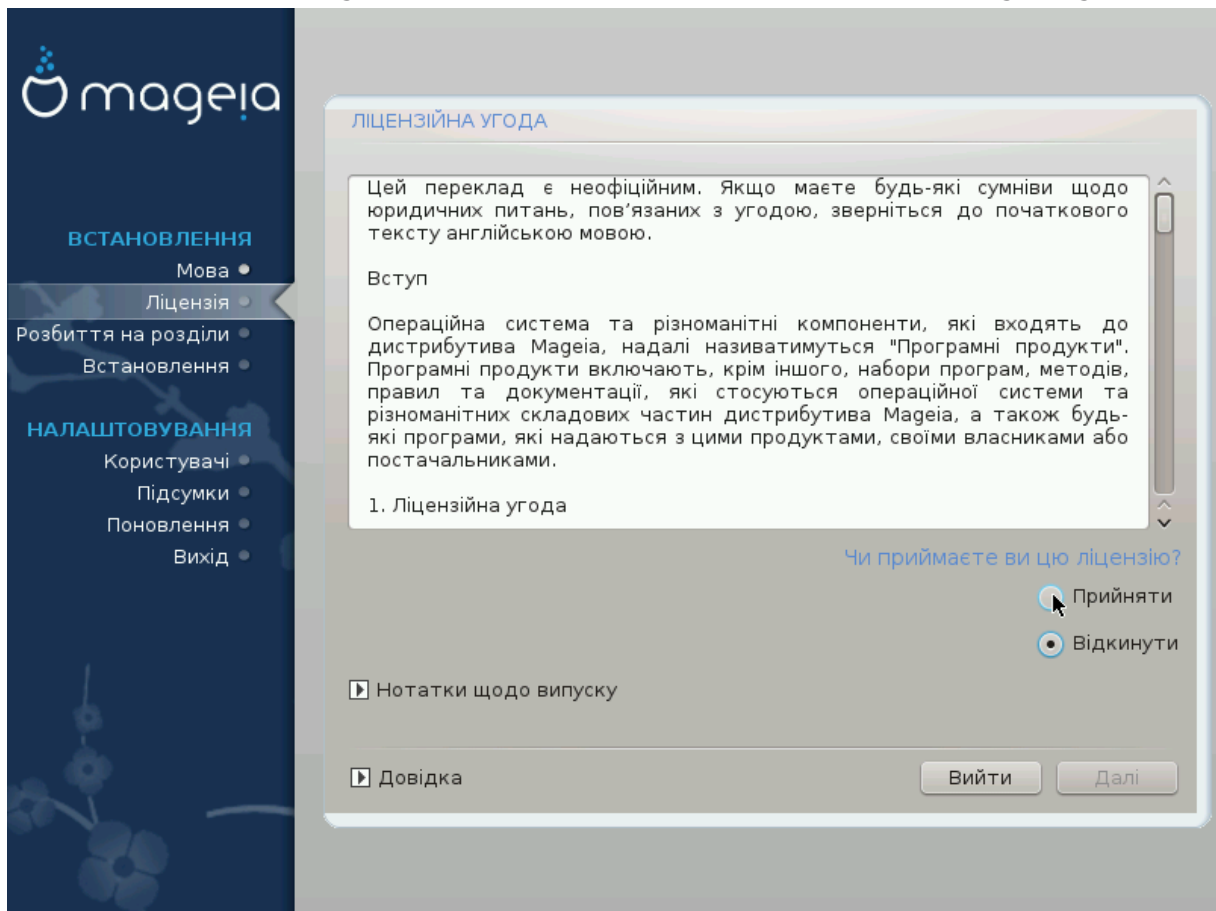 mageia
ВСТАНОВЛЕННЯ
Мова
Ліцензія
Розбиття на розділи
Встановлення
НАЛАШТОВУВАННЯ
Користувачі
Підсумки
Поновлення
Вихід
ЛІЦЕНЗІЙНА УГОДА
Цей переклад є неофіційним. Якщо маєте будь-які сумніви щодо
юридичних питань, пов’язаних з угодою, зверніться до початкового
тексту англійською мовою.
Вступ
Операційна система та різноманітні компоненти, які входять до
дистрибутива Mageia, надалі називатимуться "Програмні продукти".
Програмні продукти включають, крім іншого, набори програм, методів,
правил та документації, які стосуються операційної системи та
різноманітних складових частин дистрибутива Mageia, а також будь-
які програми, які надаються з цими продуктами, своїми власниками або
постачальниками.
1. Ліцензійна угода
Чи приймаєте ви цю ліцензію?
Прийняти
Відкинути
Нотатки щодо випуску
Довідка
Вийти
Далі